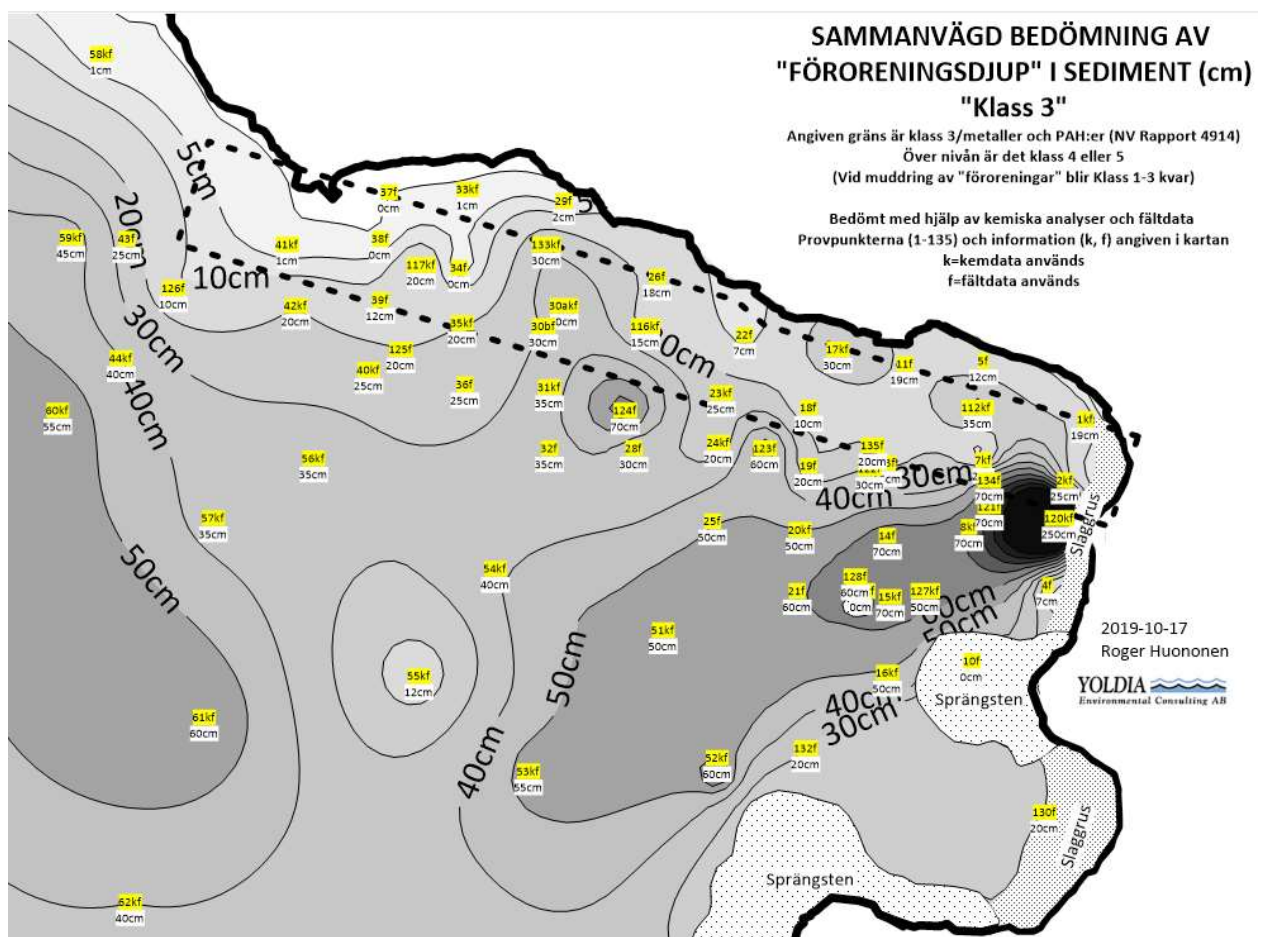 SAMMANVÄGD BEDÖMNING AV
"FÖRORENINGSDJUP" I SEDIMENT (cm)
"Klass 3"
Angiven gräns är klass 3/metaller och PAH:er (NV Rapport 4914)
Över nivån är det klass 4 eller 5
(Vid muddring av "föroreningar" blir Klass 1-3 kvar)
Bedömt med hjälp av kemiska analyser och fältdata
Provpunkterna (1-135) och information (k, f) angiven i kartan
k=kemdata används
f=fältdata används
58kf
1cm
5cm
37f
0cm
33kf
1cm
29f
2cm
20cm
59kf
45cm
43f
25cm
41kf
1cm
38f
0cm
133kf
30cm
117kf
20cm
34f
0cm
26f
18cm
10cm
126f
10cm
42kf
20cm
39f
12cm
30akf
0cm
35kf
20cm
30bf
30cm
116kf
15cm
22f
7cm
30cm
44kf
40cm
125f
20cm
17kf
30cm
11f
19cm
5f
12cm
40kf
25cm
36f
25cm
31kf
35cm
23kf
25cm
40cm
60kf
55cm
124f
70cm
18f
10cm
112kf
35cm
1kf
19cm
32f
35cm
28f
30cm
24kf
20cm
123f
60cm
135f
20cm
56kf
35cm
19f
20cm
30cm
30cm
7kf
134f
70cm
2kf
25cm
40cm
57kf
35cm
25f
50cm
20kf
50cm
121f
70cm
8kf
70cm
120kf
250cm
Slaggrus
14f
70cm
50cm
54kf
40cm
21f
60cm
128f
60cm
0cm
15kf
70cm
127kf
50cm
4f
7cm
60cm
50cm
51kf
50cm
2019-10-17
Roger Huononen
50cm
55kf
12cm
16kf
50cm
10f
0cm
Sprängsten
YOLDIA
Environmental Consulting AB
40cm
30cm
61kf
60cm
40cm
53kf
55cm
52kf
60cm
132f
20cm
130f
20cm
Slaggrus
Sprängsten
62kf
40cm